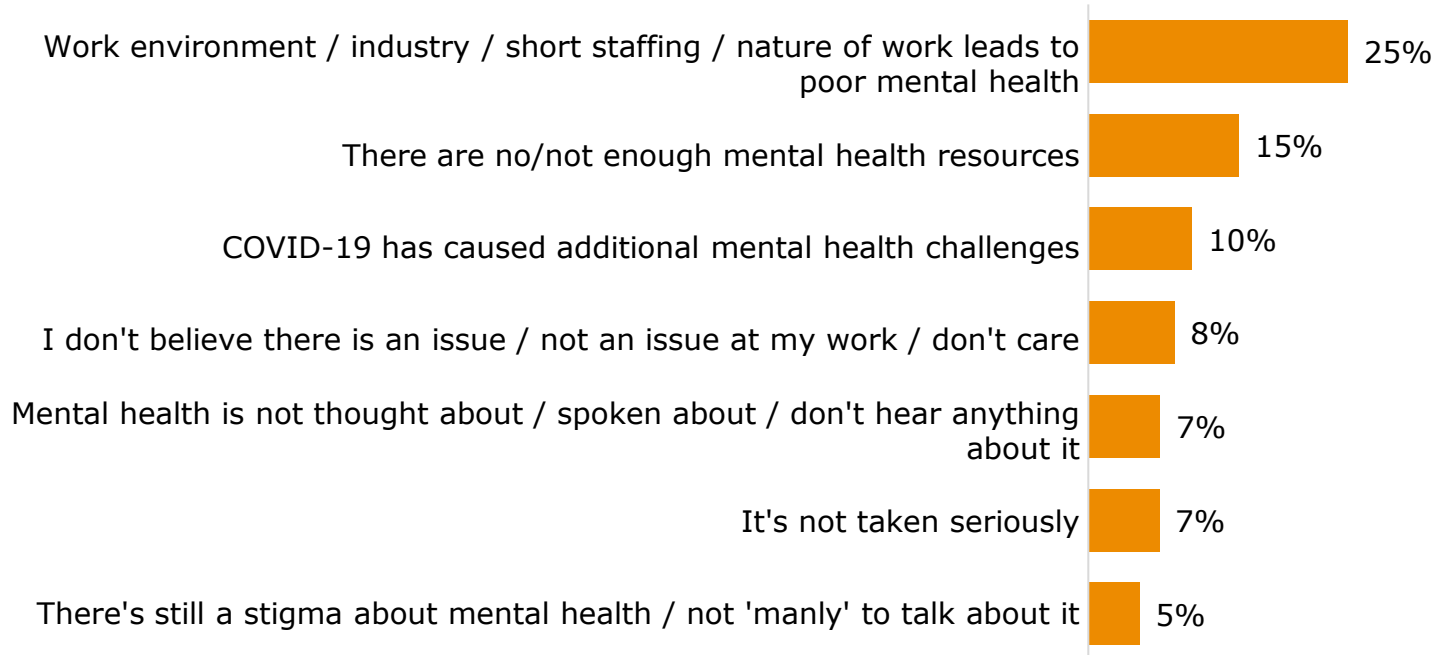 Work environment / industry / short staffing / nature of work leads to
poor mental health
25%
There are no/not enough mental health resources
15%
COVID-19 has caused additional mental health challenges
10%
I don't believe there is an issue / not an issue at my work / don't care
8%
Mental health is not thought about / spoken about / don't hear anything
about it
7%
It's not taken seriously
7%
There's still a stigma about mental health / not 'manly' to talk about it
5%